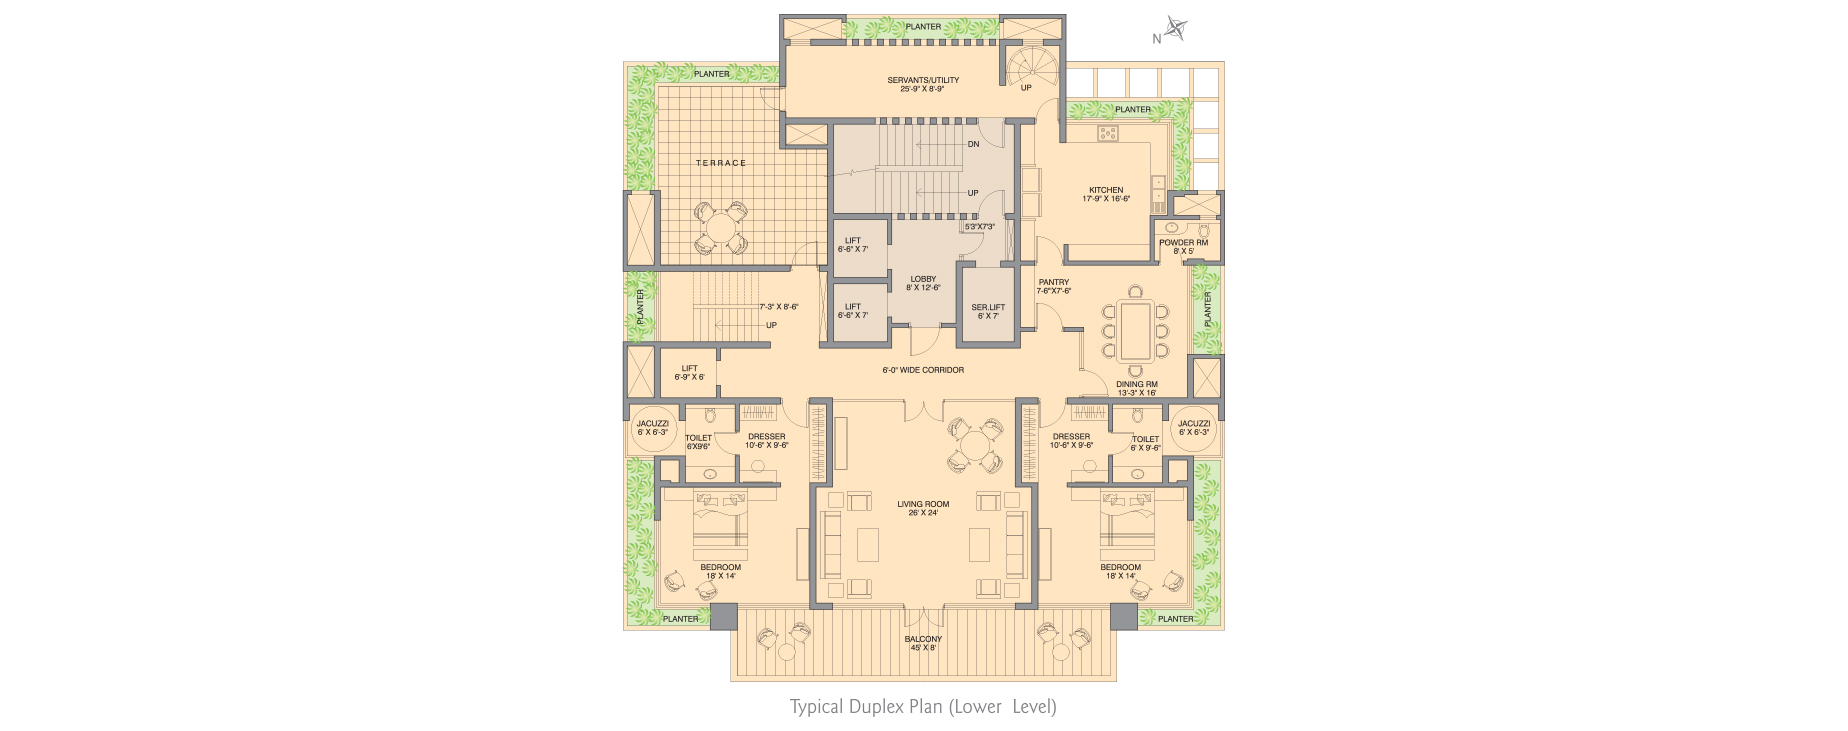 PLANTER
N
PLANTER
SERVANTS/UTILITY
25'-9" X 8'-9"
UP
PLANTER
DN
TERRACE
UP
KITCHEN
17'-9" X 16'-6"
5'3"X7'3"
LIFT
6'-6" X 7'
POWDER RM
8' X 5'
LOBBY
8' X 12'-6"
PANTRY
7'-6"X7'-6"
PLANTER
7'-3" X 8'-6"
UP
LIFT
6'-6" X 7'
SER.LIFT
6' X 7'
PLANTER
LIFT
6'-9" X 6'
6'-0" WIDE CORRIDOR
DINING RM
13'-3" X 16'
JACUZZI
6' X 6'-3"
TOILET
6'X9'6"
DRESSER
10'-6" X 9'-6"
DRESSER
10'-6" X 9'-6"
TOILET
6' X 9'-6"
JACUZZI
6' X 6'-3"
LIVING ROOM
26' X 24'
BEDROOM
18' X 14'
BEDROOM
18' X 14'
PLANTER
PLANTER
BALCONY
45' X 8'
Typical Duplex Plan (Lower Level)